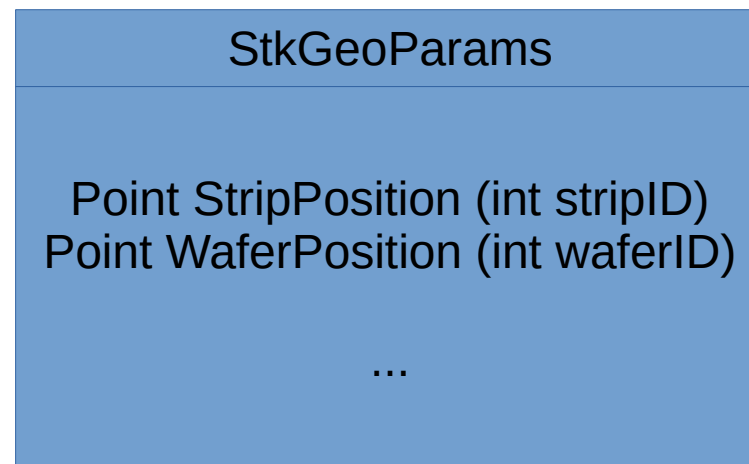 StkGeoParams
Point StripPosition (int stripID)
Point WaferPosition (int waferID)
...